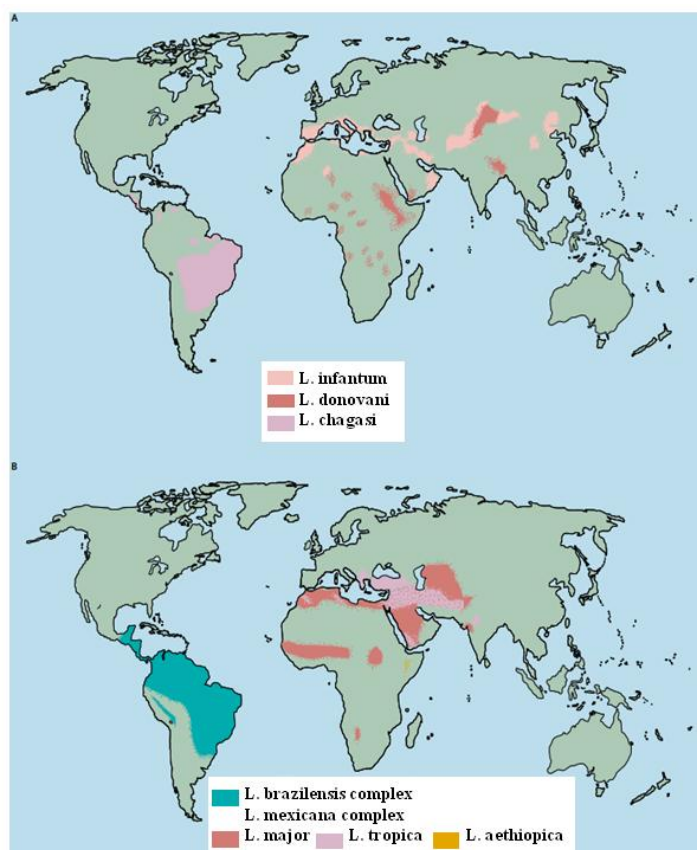 A
L. infantum
L. donovani
L. chagasi
B
L. brazilensis complex
L. mexicana complex
L. major L. tropica L. aethiopica